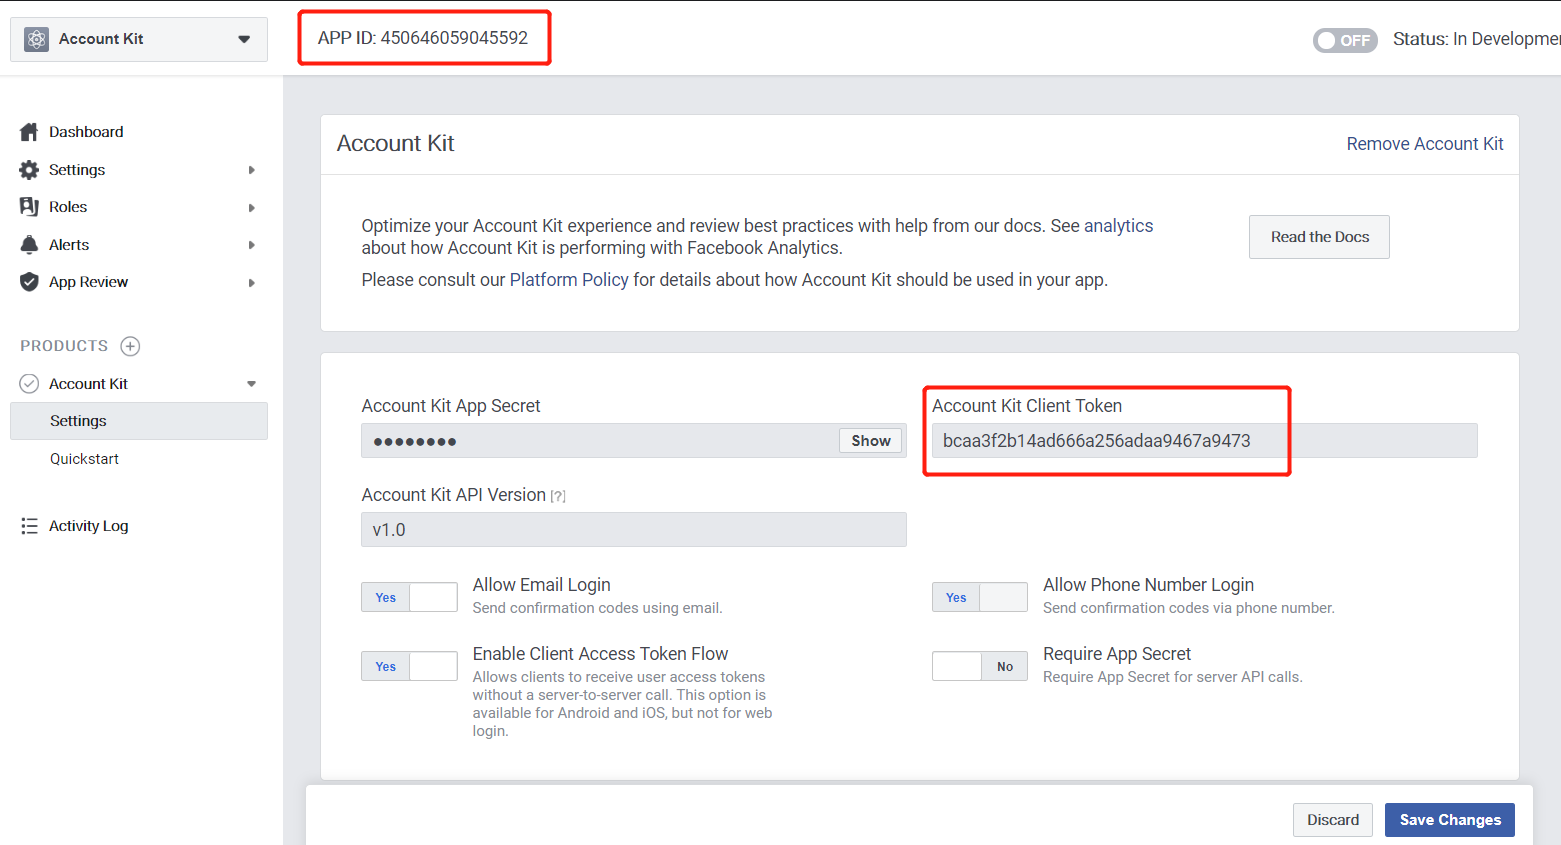 Account Kit
APP ID: 450646059045592
OFF
Status: In Developmen
Dashboard
Settings
Roles
Alerts
App Review
PRODUCTS
Account Kit
Settings
Quickstart
Activity Log
Account Kit
Remove Account Kit
Optimize your Account Kit experience and review best practices with help from our docs. See analytics
about how Account Kit is performing with Facebook Analytics.
Please consult our Platform Policy for details about how Account Kit should be used in your app.
Read the Docs
Account Kit App Secret
●●●●●●●●
Show
Account Kit Client Token
bcaa3f2b14ad666a256adaa9467a9473
Account Kit API Version [?]
v1.0
Yes
Allow Email Login
Send confirmation codes using email.
Yes
Allow Phone Number Login
Send confirmation codes via phone number.
Yes
Enable Client Access Token Flow
Allows clients to receive user access tokens
without a server-to-server call. This option is
available for Android and iOS, but not for web
login.
No
Require App Secret
Require App Secret for server API calls.
Discard
Save Changes